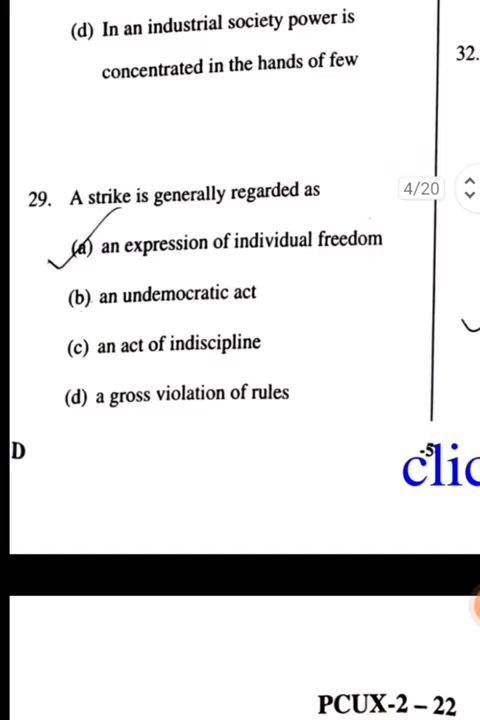 (d) In an industrial society power is
concentrated in the hands of few
32.
29. A strike is generally regarded as
4/20
(a) an expression of individual freedom
(b) an undemocratic act
(c) an act of indiscipline
(d) a gross violation of rules
D
-5
clic
PCUX-2 – 22